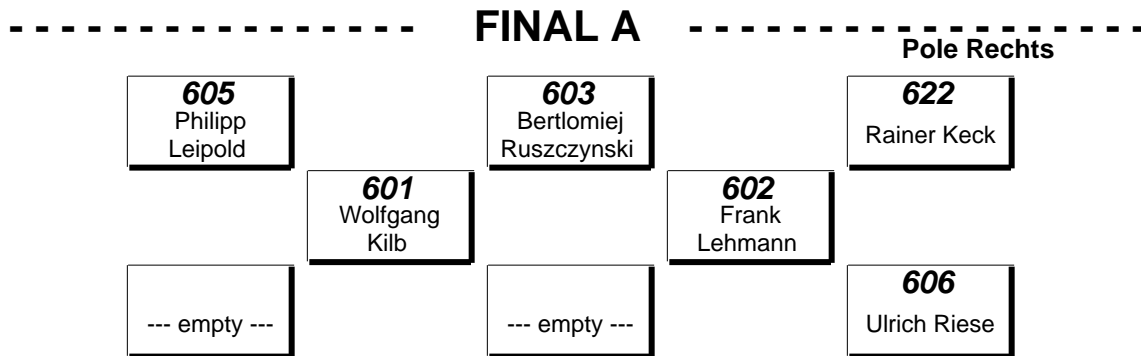 FINAL A
Pole Rechts
605
Philipp
Leipold
603
Bertlomiej
Ruszczynski
622
Rainer Keck
601
Wolfgang
Kilb
602
Frank
Lehmann
--- empty ---
--- empty ---
606
Ulrich Riese